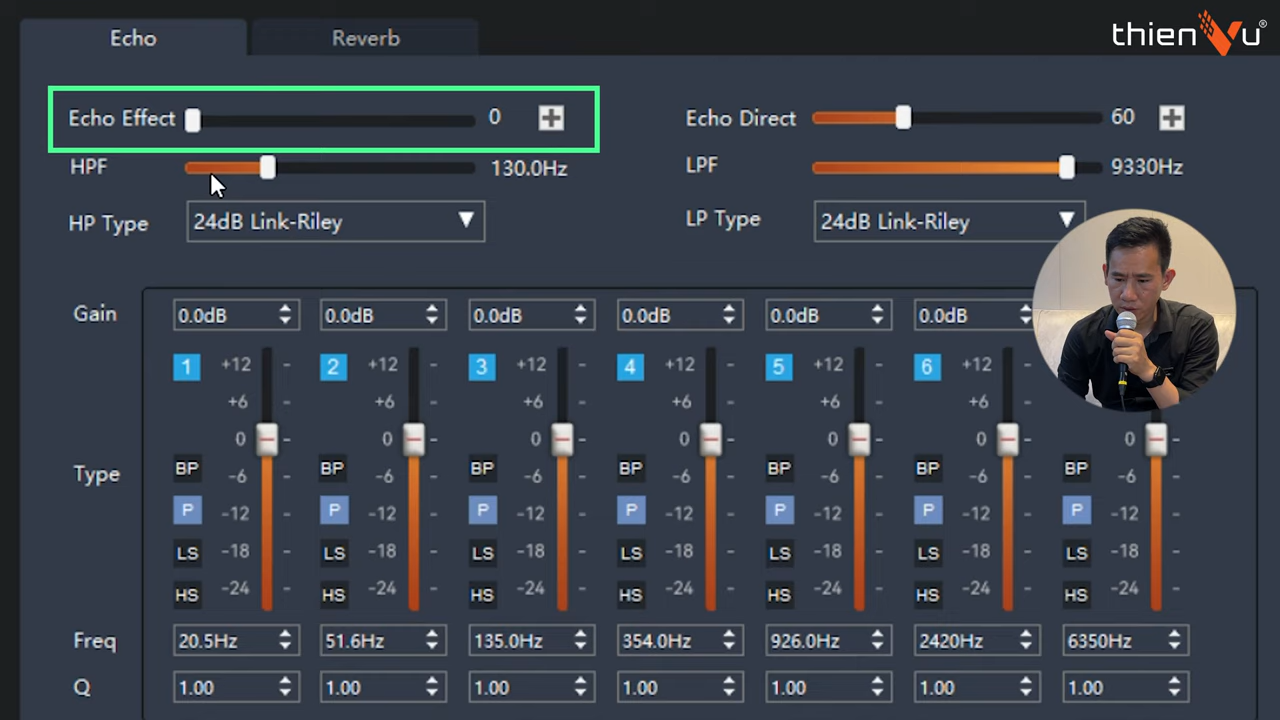 thienVu®
Echo Reverb
Echo Effect 0 Echo Direct 60
HPF 130.0Hz LPF 9330Hz
HP Type 24dB Link-Riley LP Type 24dB Link-Riley
Gain 0.0dB 0.0dB 0.0dB 0.0dB 0.0dB 0.0dB
1 +12 2 +12 3 +12 4 +12 5 +12 6 +12
+6 +6 +6 +6 +6 +6
0 0 0 0 0 0 0
Type BP -6 BP -6 BP -6 BP -6 BP -6 BP -6 BP -6
P -12 P -12 P -12 P -12 P -12 P -12 P -12
LS -18 LS -18 LS -18 LS -18 LS -18 LS -18 LS -18
HS -24 HS -24 HS -24 HS -24 HS -24 HS -24 HS -24
Freq 20.5Hz 51.6Hz 135.0Hz 354.0Hz 926.0Hz 2420Hz 6350Hz
Q 1.00 1.00 1.00 1.00 1.00 1.00 1.00